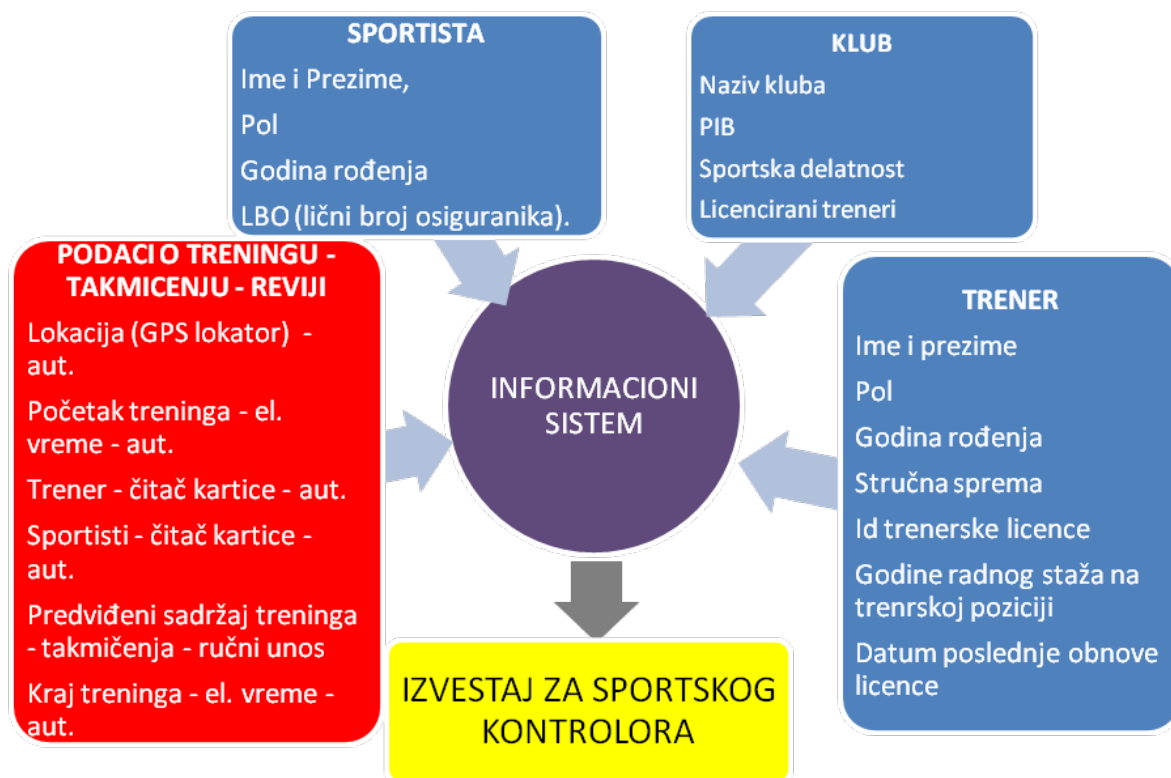 SPORTISTA
Ime i Prezime,
Pol
Godina rođenja
LBO (lični broj osiguranika).
KLUB
Naziv kluba
PIB
Sportska delatnost
Licencirani treneri
PODACI O TRENINGU -
TAKMICENJU - REVIJI
Lokacija (GPS lokator) -
aut.
Početak treninga - el.
vreme - aut.
Trener - čitač kartice - aut.
Sportisti - čitač kartice -
aut.
Predviđeni sadržaj treninga
- takmičenja - ručni unos
Kraj treninga - el. vreme -
aut.
INFORMACIONI
SISTEM
TRENER
Ime i prezime
Pol
Godina rođenja
Stručna sprema
Id trenerske licence
Godine radnog staža na
trenrskoj poziciji
Datum poslednje obnove
licence
IZVESTAJ ZA SPORTSKOG
KONTROLORA